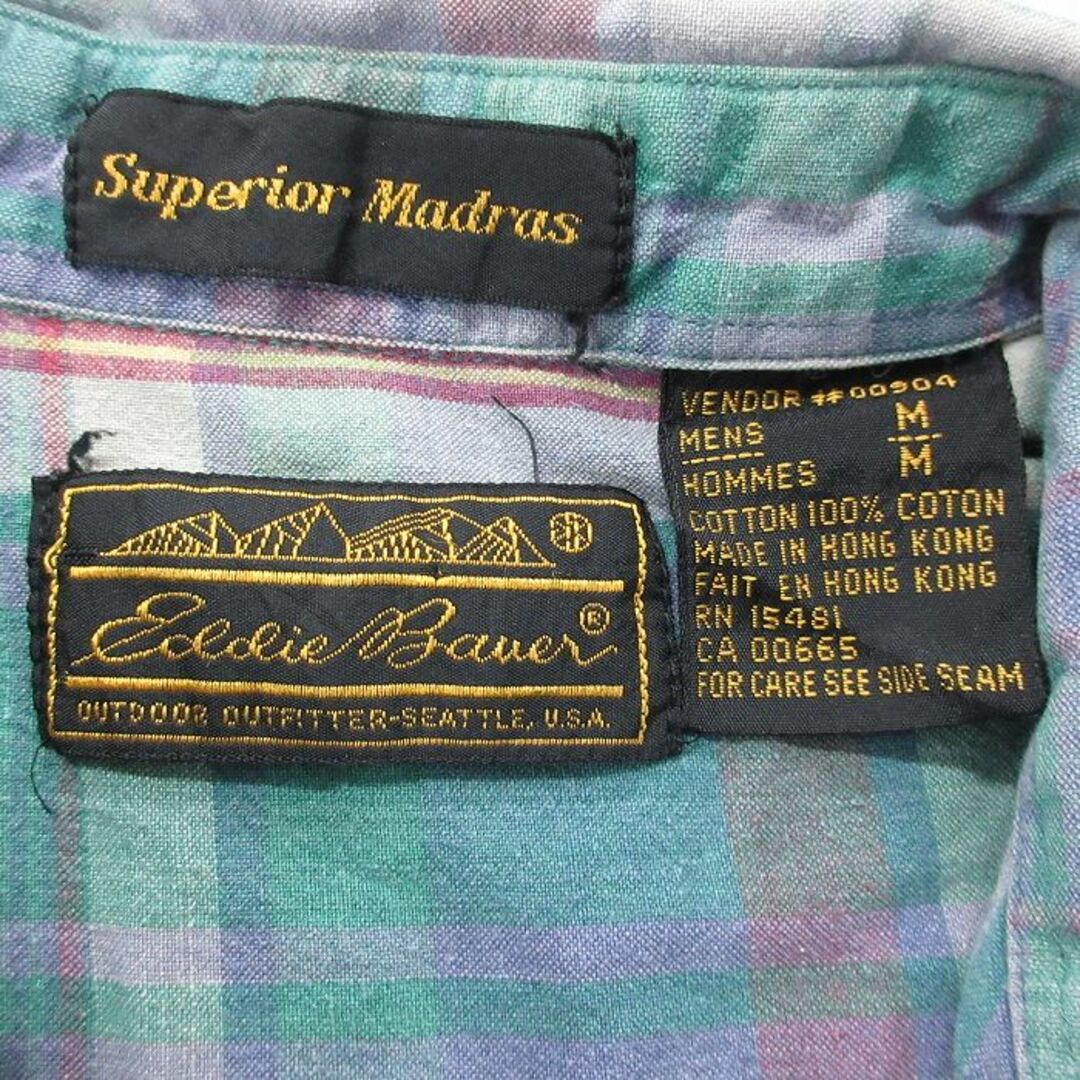 Superior Madras
VENDOR #00904
MENS M
HOMMES M
COTTON 100% COTON
MADE IN HONG KONG
FAIT EN HONG KONG
RN 15481
CA 00665
FOR CARE SEE SIDE SEAM
Eddie Bauer®
OUTDOOR OUTFITTER-SEATTLE, U.S.A.